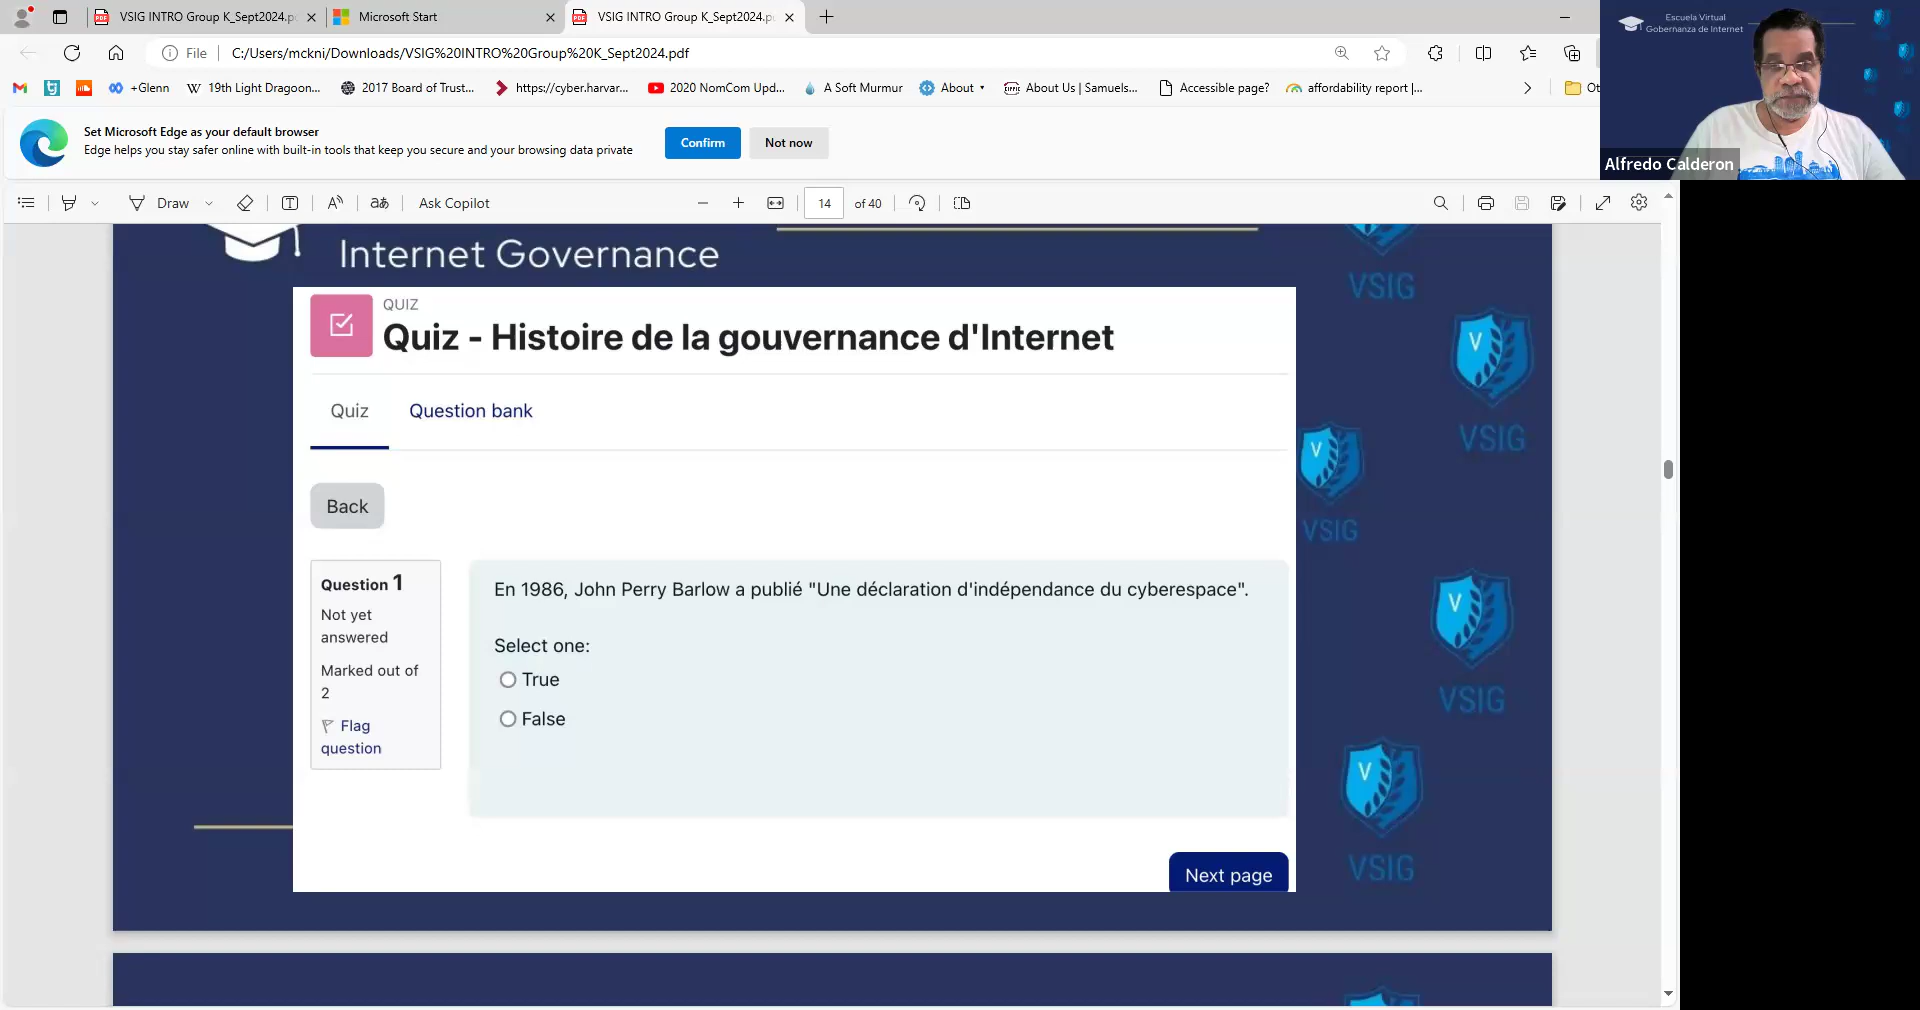 VSIG INTRO Group K_Sept2024.p
Microsoft Start
VSIG INTRO Group K_Sept2024.p
File
C:/Users/mckni/Downloads/VSIG%20INTRO%20Group%20K_Sept2024.pdf
+Glenn
19th Light Dragoon...
2017 Board of Trust...
https://cyber.harvar...
2020 NomCom Upd...
A Soft Murmur
About
About Us | Samuels...
Accessible page?
affordability report |...
Ot
Set Microsoft Edge as your default browser
Edge helps you stay safer online with built-in tools that keep you secure and your browsing data private
Confirm
Not now
Escuela Virtual
Gobernanza de Internet
Alfredo Calderon
Draw
Ask Copilot
14
of 40
Internet Governance
VSIG
QUIZ
Quiz - Histoire de la gouvernance d'Internet
Quiz
Question bank
V
VSIG
V
VSIG
Back
Question 1
Not yet
answered
Marked out of
2
Flag
question
En 1986, John Perry Barlow a publié "Une déclaration d'indépendance du cyberespace".
Select one:
True
False
V
VSIG
V
VSIG
Next page